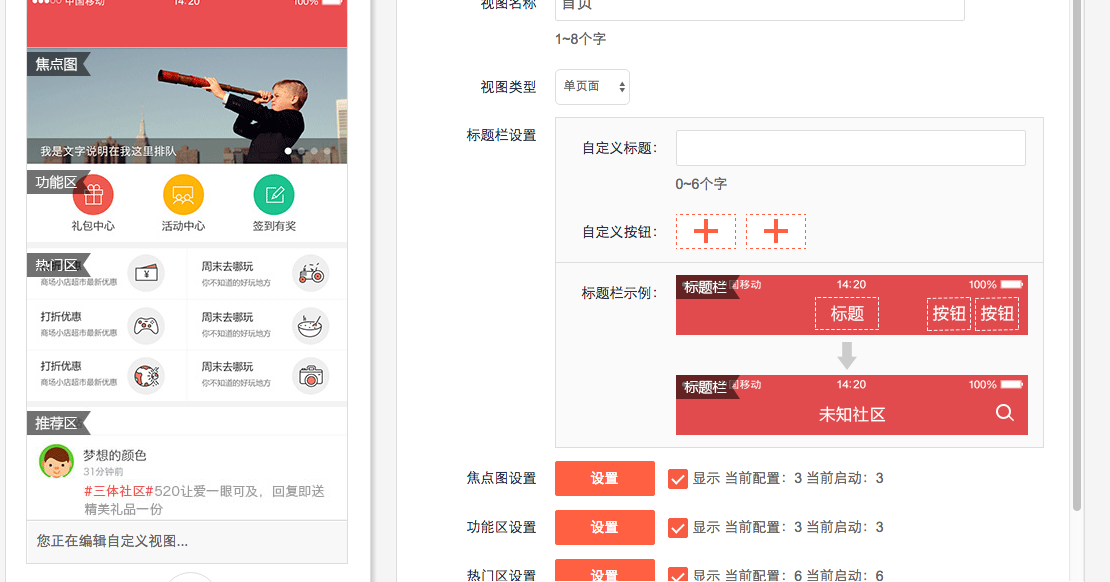 中国移动 14:20 100%
焦点图
我是文字说明在我这里排队
功能区
礼包中心 活动中心 签到有奖
热门区
商场小店超市最新优惠
周末去哪玩
你不知道的好玩地方
打折优惠
商场小店超市最新优惠
周末去哪玩
你不知道的好玩地方
打折优惠
商场小店超市最新优惠
周末去哪玩
你不知道的好玩地方
推荐区
梦想的颜色
31分钟前
#三体社区#520让爱一眼可及，回复即送
精美礼品一份
您正在编辑自定义视图...
视图名称 首页
1~8个字
视图类型 单页面
标题栏设置
自定义标题：
0~6个字
自定义按钮：
标题栏示例：
标题栏 移动 14:20 100%
标题 按钮 按钮
标题栏 移动 14:20 100%
未知社区
焦点图设置 设置 显示 当前配置：3 当前启动：3
功能区设置 设置 显示 当前配置：3 当前启动：3
热门区设置 设置 显示 当前配置：6 当前启动：6